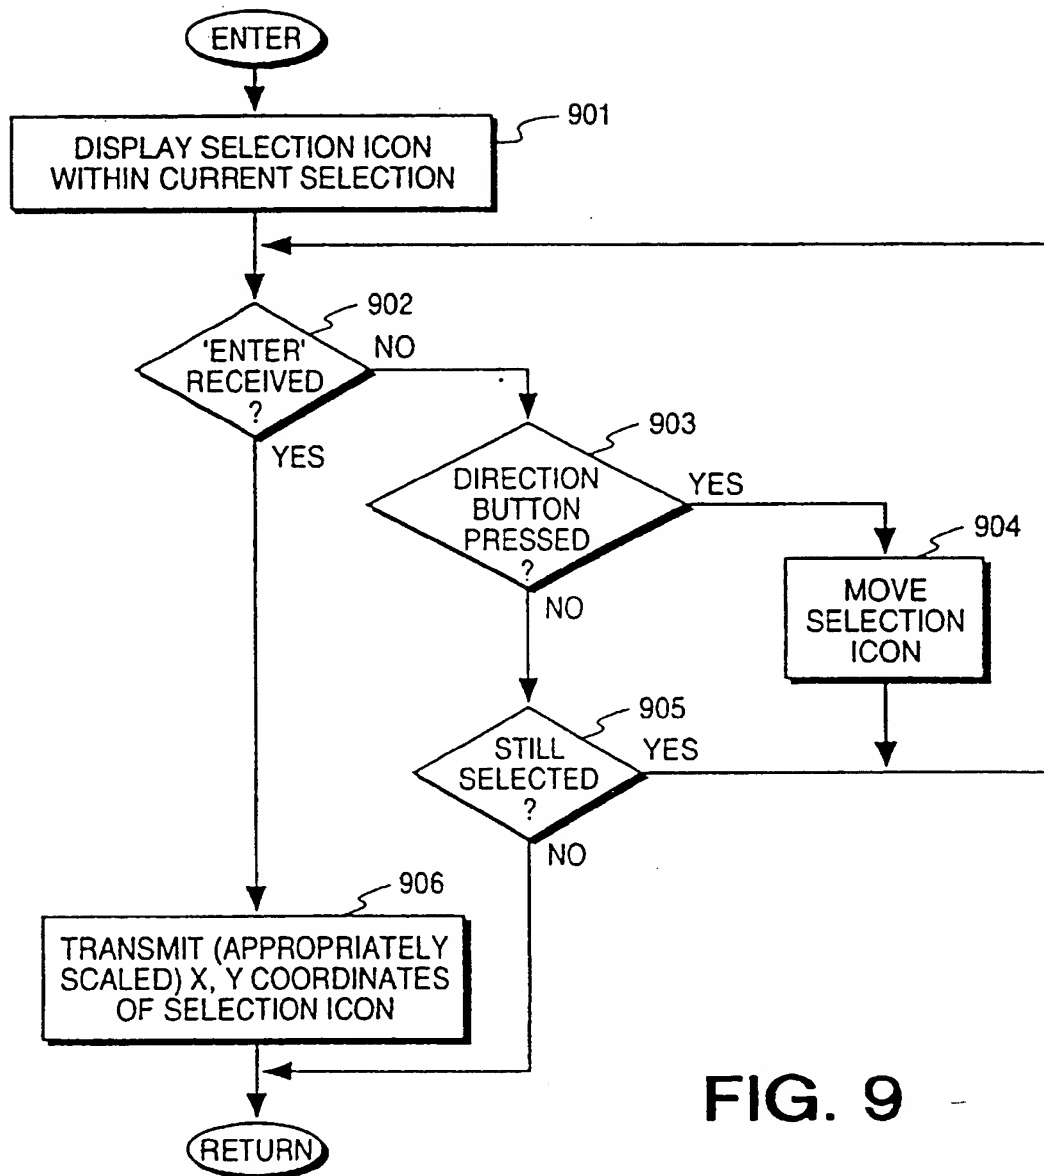 ENTER
901
DISPLAY SELECTION ICON
WITHIN CURRENT SELECTION
902
'ENTER'
RECEIVED
?
NO
YES
903
DIRECTION
BUTTON
PRESSED
?
YES
NO
904
MOVE
SELECTION
ICON
905
STILL
SELECTED
?
YES
NO
906
TRANSMIT (APPROPRIATELY
SCALED) X, Y COORDINATES
OF SELECTION ICON
RETURN
FIG. 9